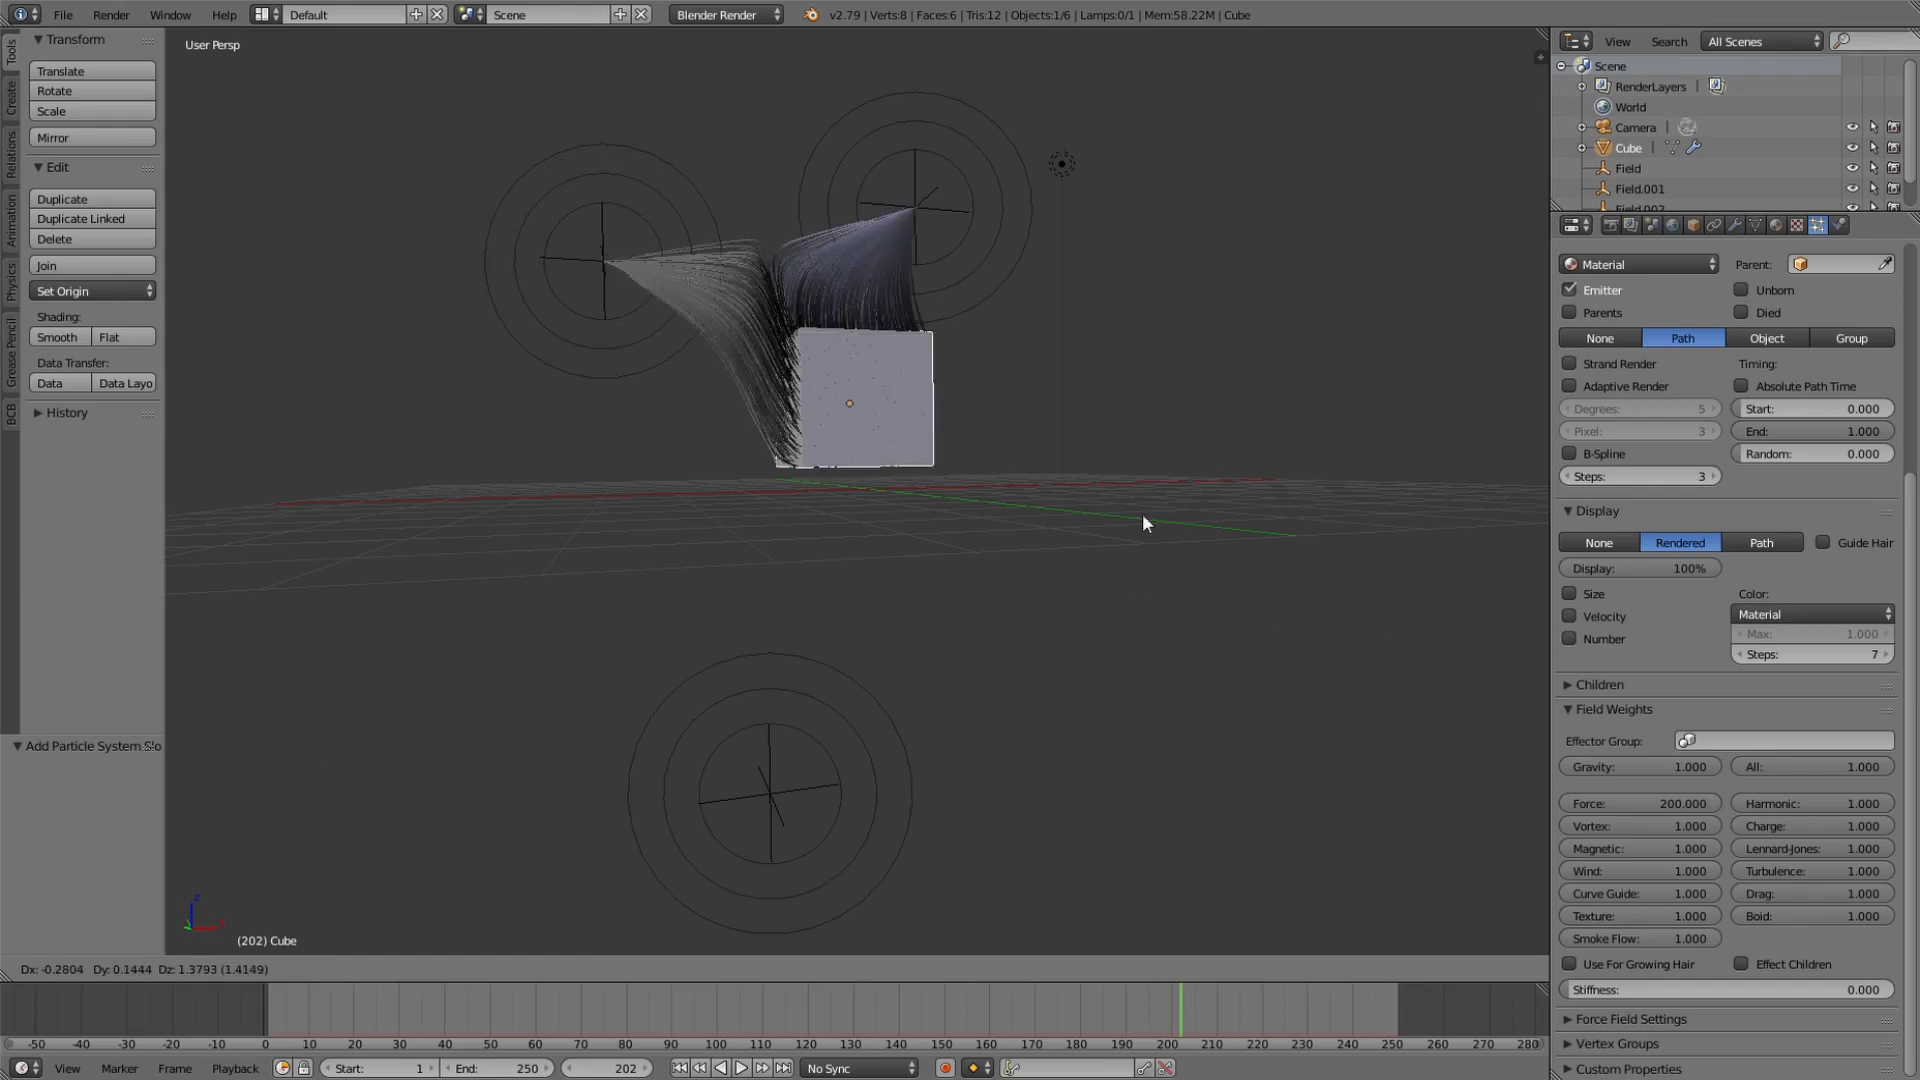 File Render Window Help Default Scene Blender Render v2.79 | Verts:8 | Faces:6 | Tris:12 | Objects:1/6 | Lamps:0/1 | Mem:58.22M | Cube
Tools
Create
Relations
Animation
Physics
Grease Pencil
BCB
Transform
Translate
Rotate
Scale
Mirror
Edit
Duplicate
Duplicate Linked
Delete
Join
Set Origin
Shading:
Smooth Flat
Data Transfer:
Data Data Layo
History
Add Particle System Slo
User Persp
z
(202) Cube
Dx: -0.2804 Dy: 0.1444 Dz: 1.3793 (1.4149)
View Search All Scenes
Scene
RenderLayers |
World
Camera |
Cube |
Field
Field.001
Field.002
Material Parent:
Emitter Unborn
Parents Died
None Path Object Group
Strand Render Timing:
Adaptive Render Absolute Path Time
Degrees: 5 Start: 0.000
Pixel: 3 End: 1.000
B-Spline Random: 0.000
Steps: 3
Display
None Rendered Path Guide Hair
Display: 100%
Size Color:
Velocity Material
Number Max: 1.000
Steps: 7
Children
Field Weights
Effector Group:
Gravity: 1.000 All: 1.000
Force: 200.000 Harmonic: 1.000
Vortex: 1.000 Charge: 1.000
Magnetic: 1.000 Lennard-Jones: 1.000
Wind: 1.000 Turbulence: 1.000
Curve Guide: 1.000 Drag: 1.000
Texture: 1.000 Boid: 1.000
Smoke Flow: 1.000
Use For Growing Hair Effect Children
Stiffness: 0.000
Force Field Settings
Vertex Groups
Custom Properties
-50 -40 -30 -20 -10 0 10 20 30 40 50 60 70 80 90 100 110 120 130 140 150 160 170 180 190 200 210 220 230 240 250 260 270 280
View Marker Frame Playback Start: 1 End: 250 202 No Sync